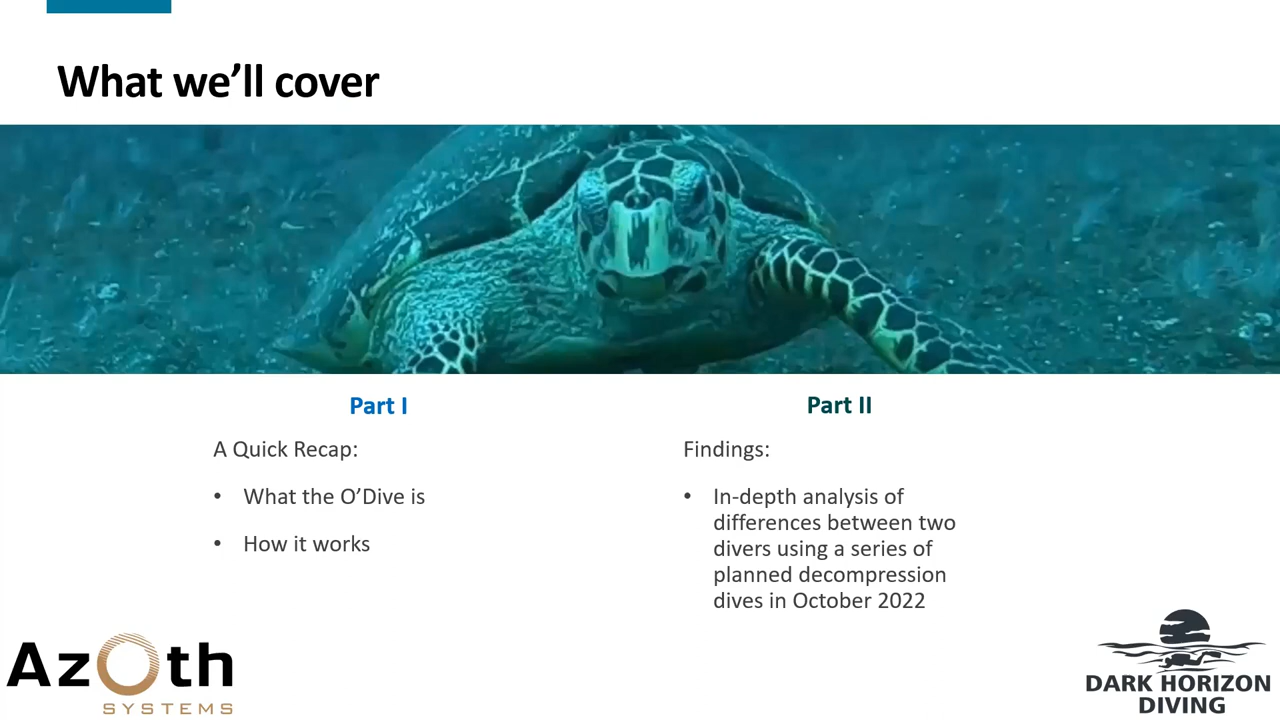 What we’ll cover
Part I
A Quick Recap:
• What the O’Dive is
• How it works
Part II
Findings:
• In-depth analysis of
differences between two
divers using a series of
planned decompression
dives in October 2022
AzOth
SYSTEMS
DARK HORIZON
DIVING